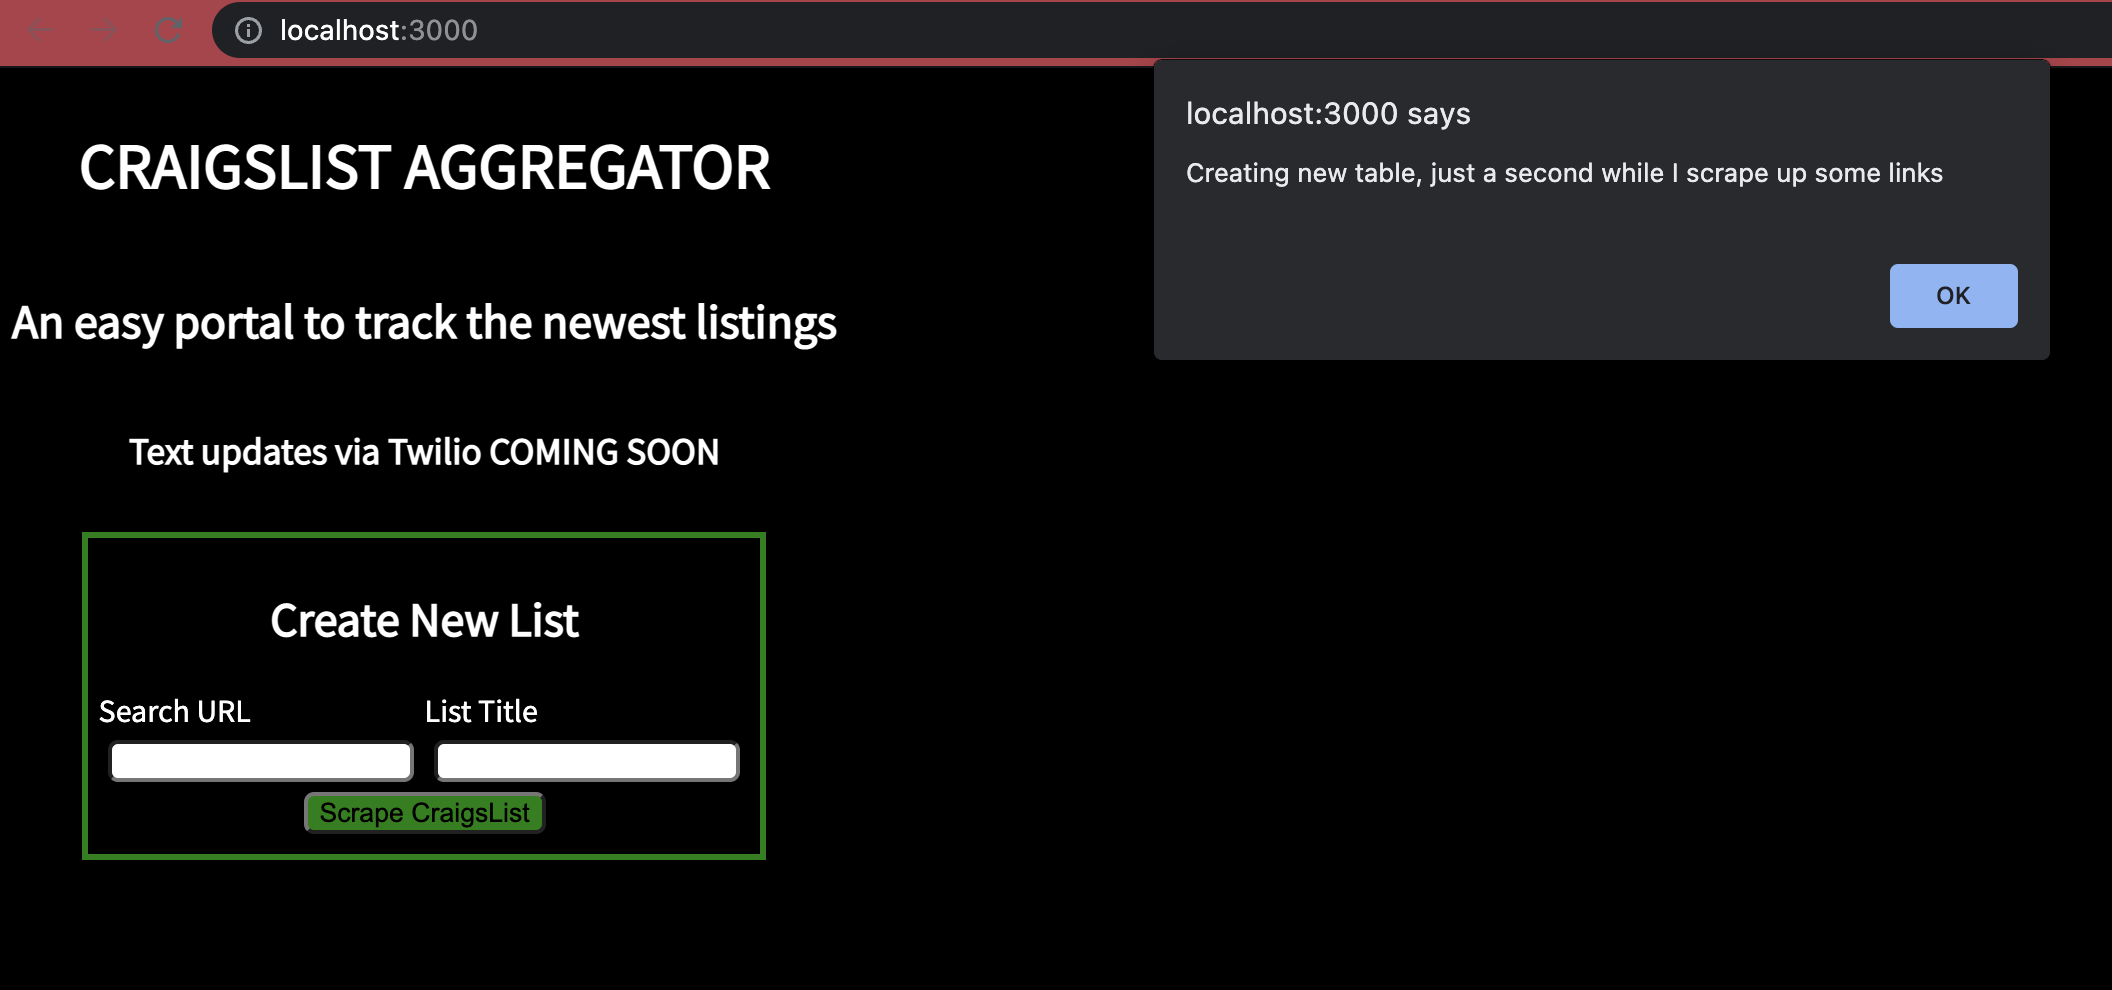 localhost:3000
localhost:3000 says
Creating new table, just a second while I scrape up some links
OK
CRAIGSLIST AGGREGATOR
An easy portal to track the newest listings
Text updates via Twilio COMING SOON
Create New List
Search URL List Title
Scrape CraigsList